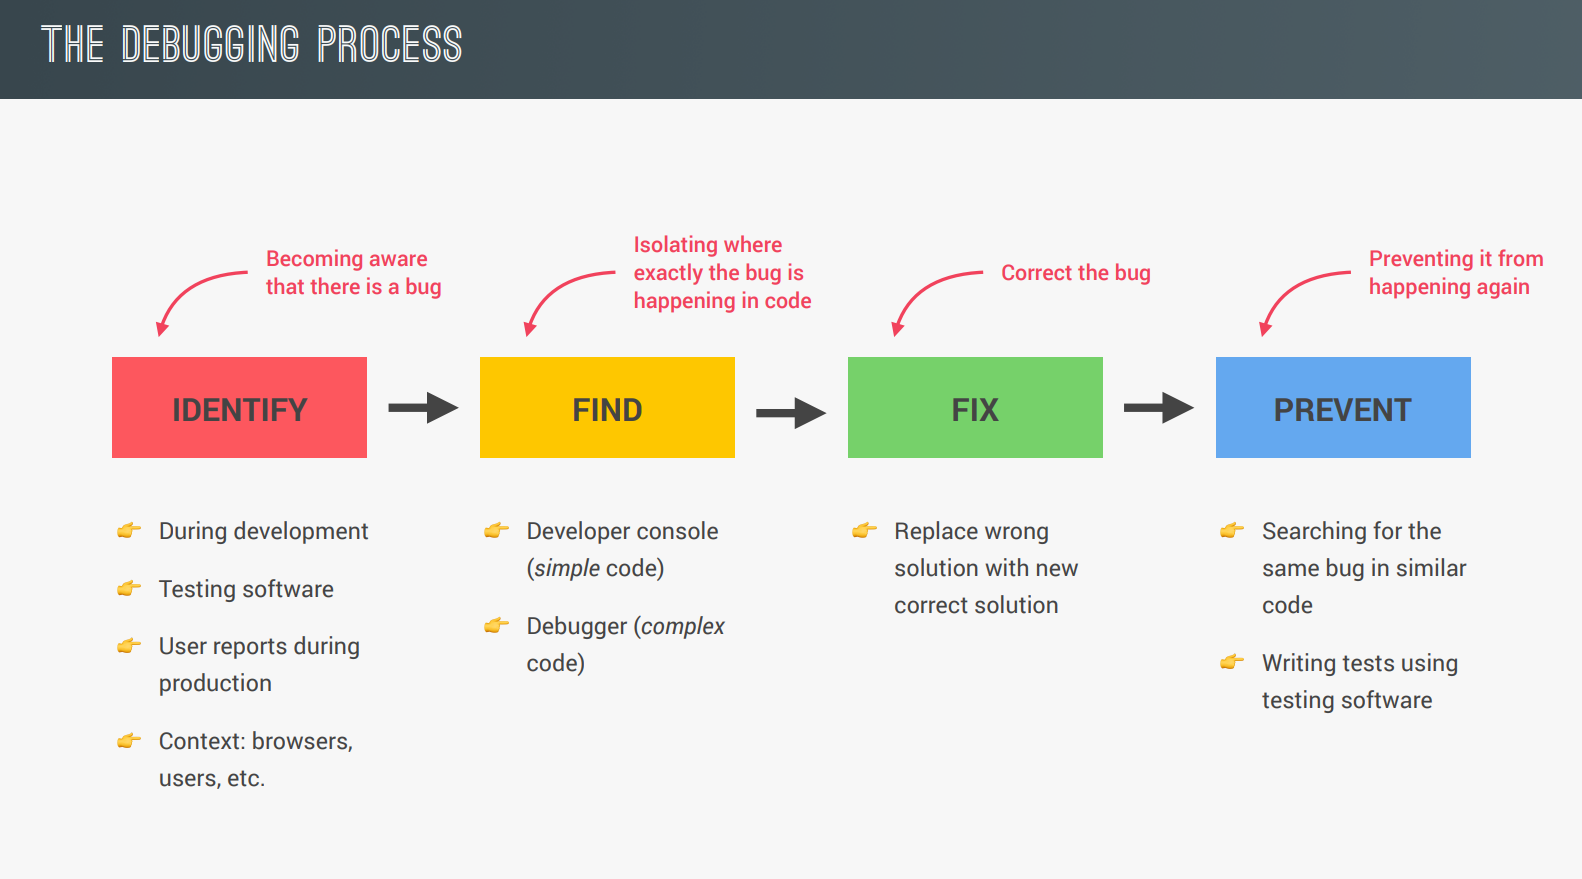 THE DEBUGGING PROCESS
Becoming aware
that there is a bug
Isolating where
exactly the bug is
happening in code
Correct the bug
Preventing it from
happening again
IDENTIFY
FIND
FIX
PREVENT
During development
Testing software
User reports during
production
Context: browsers,
users, etc.
Developer console
(simple code)
Debugger (complex
code)
Replace wrong
solution with new
correct solution
Searching for the
same bug in similar
code
Writing tests using
testing software